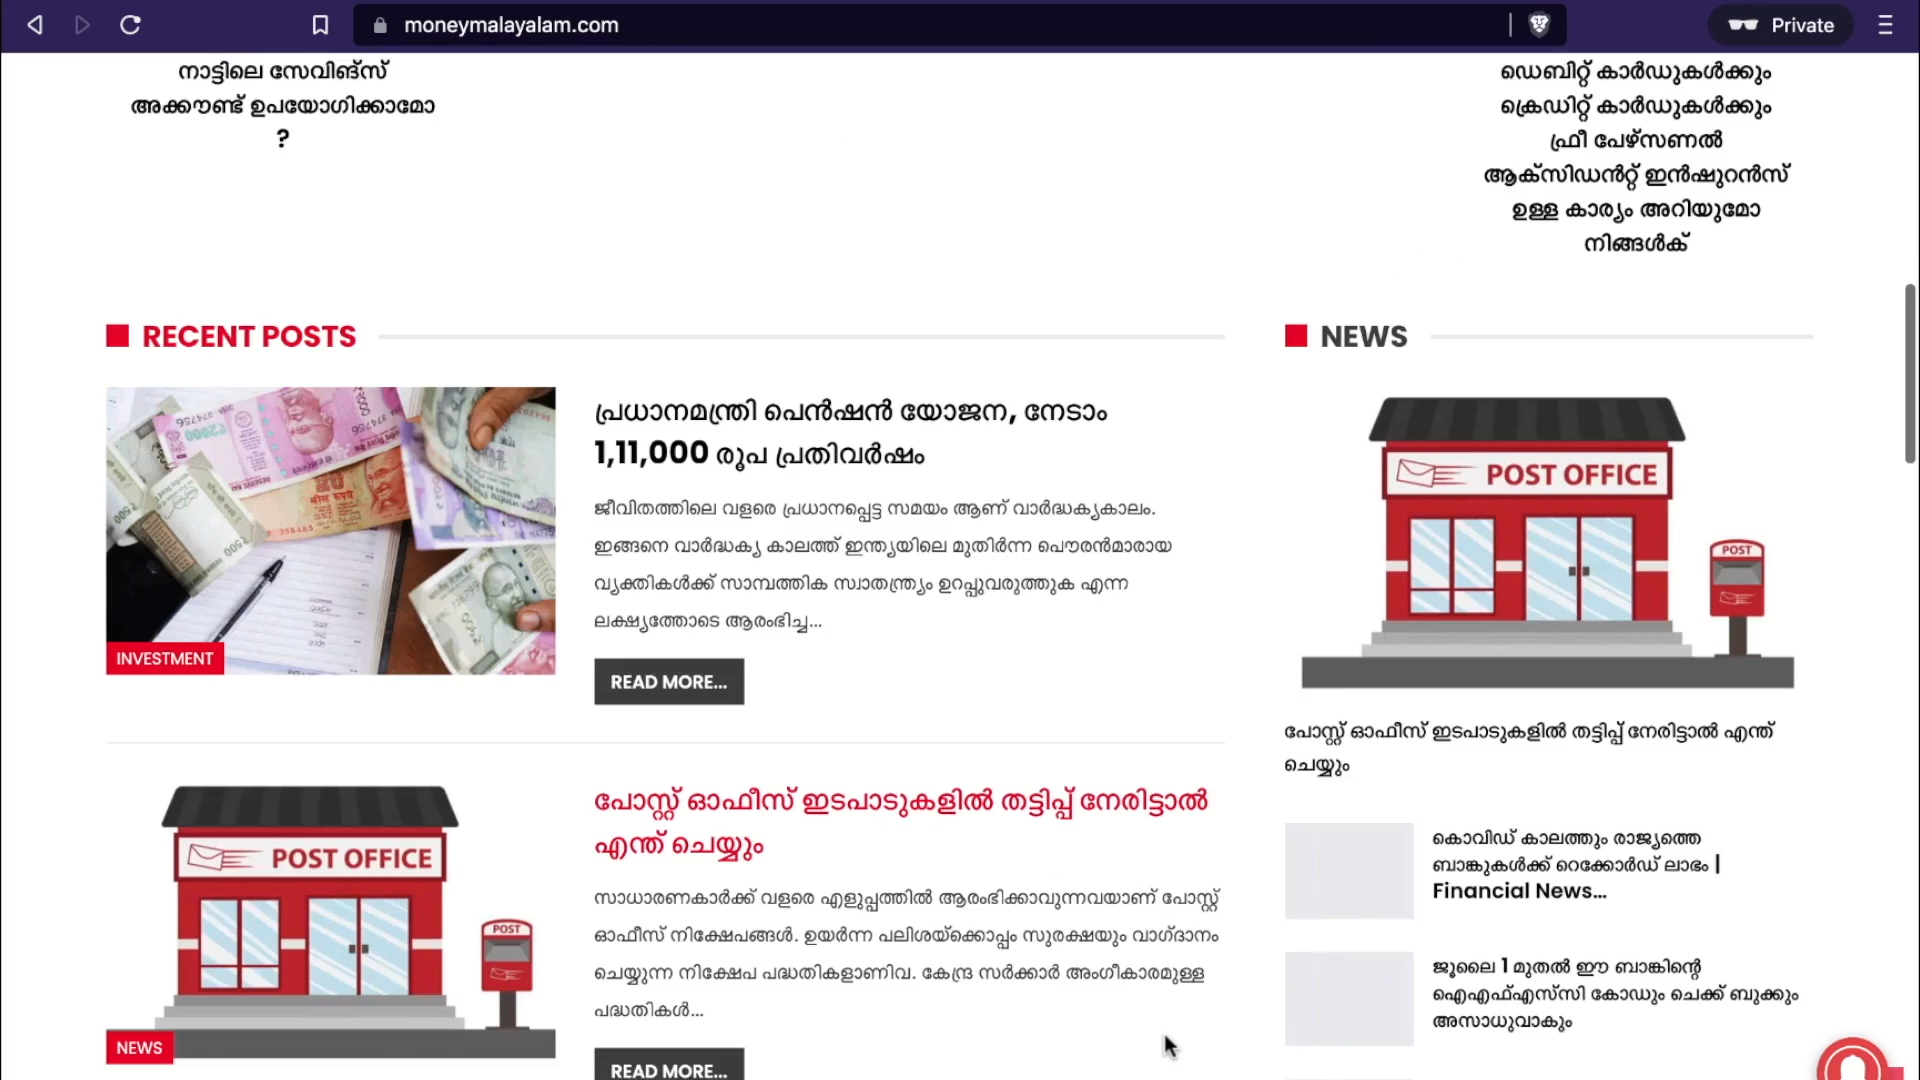 moneymalayalam.com
Private
നാട്ടിലെ സേവിങ്സ്
അക്കൗണ്ട് ഉപയോഗിക്കാമോ
?
ഡെബിറ്റ് കാർഡുകൾക്കും
ക്രെഡിറ്റ് കാർഡുകൾക്കും
ഫ്രീ പേഴ്സണൽ
ആക്സിഡൻറ്റ് ഇൻഷുറൻസ്
ഉള്ള കാര്യം അറിയുമോ
നിങ്ങൾക്
RECENT POSTS
പ്രധാനമന്ത്രി പെൻഷൻ യോജന, നേടാം
1,11,000 രൂപ പ്രതിവർഷം
ജീവിതത്തിലെ വളരെ പ്രധാനപ്പെട്ട സമയം ആണ് വാർദ്ധക്യകാലം.
ഇങ്ങനെ വാർദ്ധക്യ കാലത്ത് ഇന്ത്യയിലെ മുതിർന്ന പൌരൻമാരായ
വ്യക്തികൾക്ക് സാമ്പത്തിക സ്വാതന്ത്ര്യം ഉറപ്പുവരുത്തുക എന്ന
ലക്ഷ്യത്തോടെ ആരംഭിച്ച...
INVESTMENT
READ MORE...
POST OFFICE
POST
പോസ്റ്റ് ഓഫീസ് ഇടപാടുകളിൽ തട്ടിപ്പ് നേരിട്ടാൽ
എന്ത് ചെയ്യും
സാധാരണകാർക്ക് വളരെ എളുപ്പത്തിൽ ആരംഭിക്കാവുന്നവയാണ് പോസ്റ്റ്
ഓഫീസ് നിക്ഷേപങ്ങൾ. ഉയർന്ന പലിശയ്ക്കൊപ്പം സുരക്ഷയും വാഗ്ദാനം
ചെയ്യുന്ന നിക്ഷേപ പദ്ധതികളാണിവ. കേന്ദ്ര സർക്കാർ അംഗീകാരമുള്ള
പദ്ധതികൾ...
NEWS
READ MORE...
NEWS
POST OFFICE
POST
പോസ്റ്റ് ഓഫീസ് ഇടപാടുകളിൽ തട്ടിപ്പ് നേരിട്ടാൽ എന്ത്
ചെയ്യും
കൊവിഡ് കാലത്തും രാജ്യത്തെ
ബാങ്കുകൾക്ക് റെക്കോർഡ് ലാഭം |
Financial News...
ജൂലൈ 1 മുതൽ ഈ ബാങ്കിന്റെ
ഐഎഫ്എസ്‌സി കോഡും ചെക്ക് ബുക്കും
അസാധുവാകും